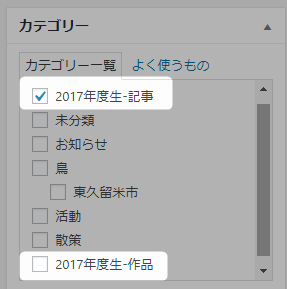 カテゴリー
カテゴリー一覧 よく使うもの
2017年度生-記事
未分類
お知らせ
鳥
東久留米市
活動
散策
2017年度生-作品